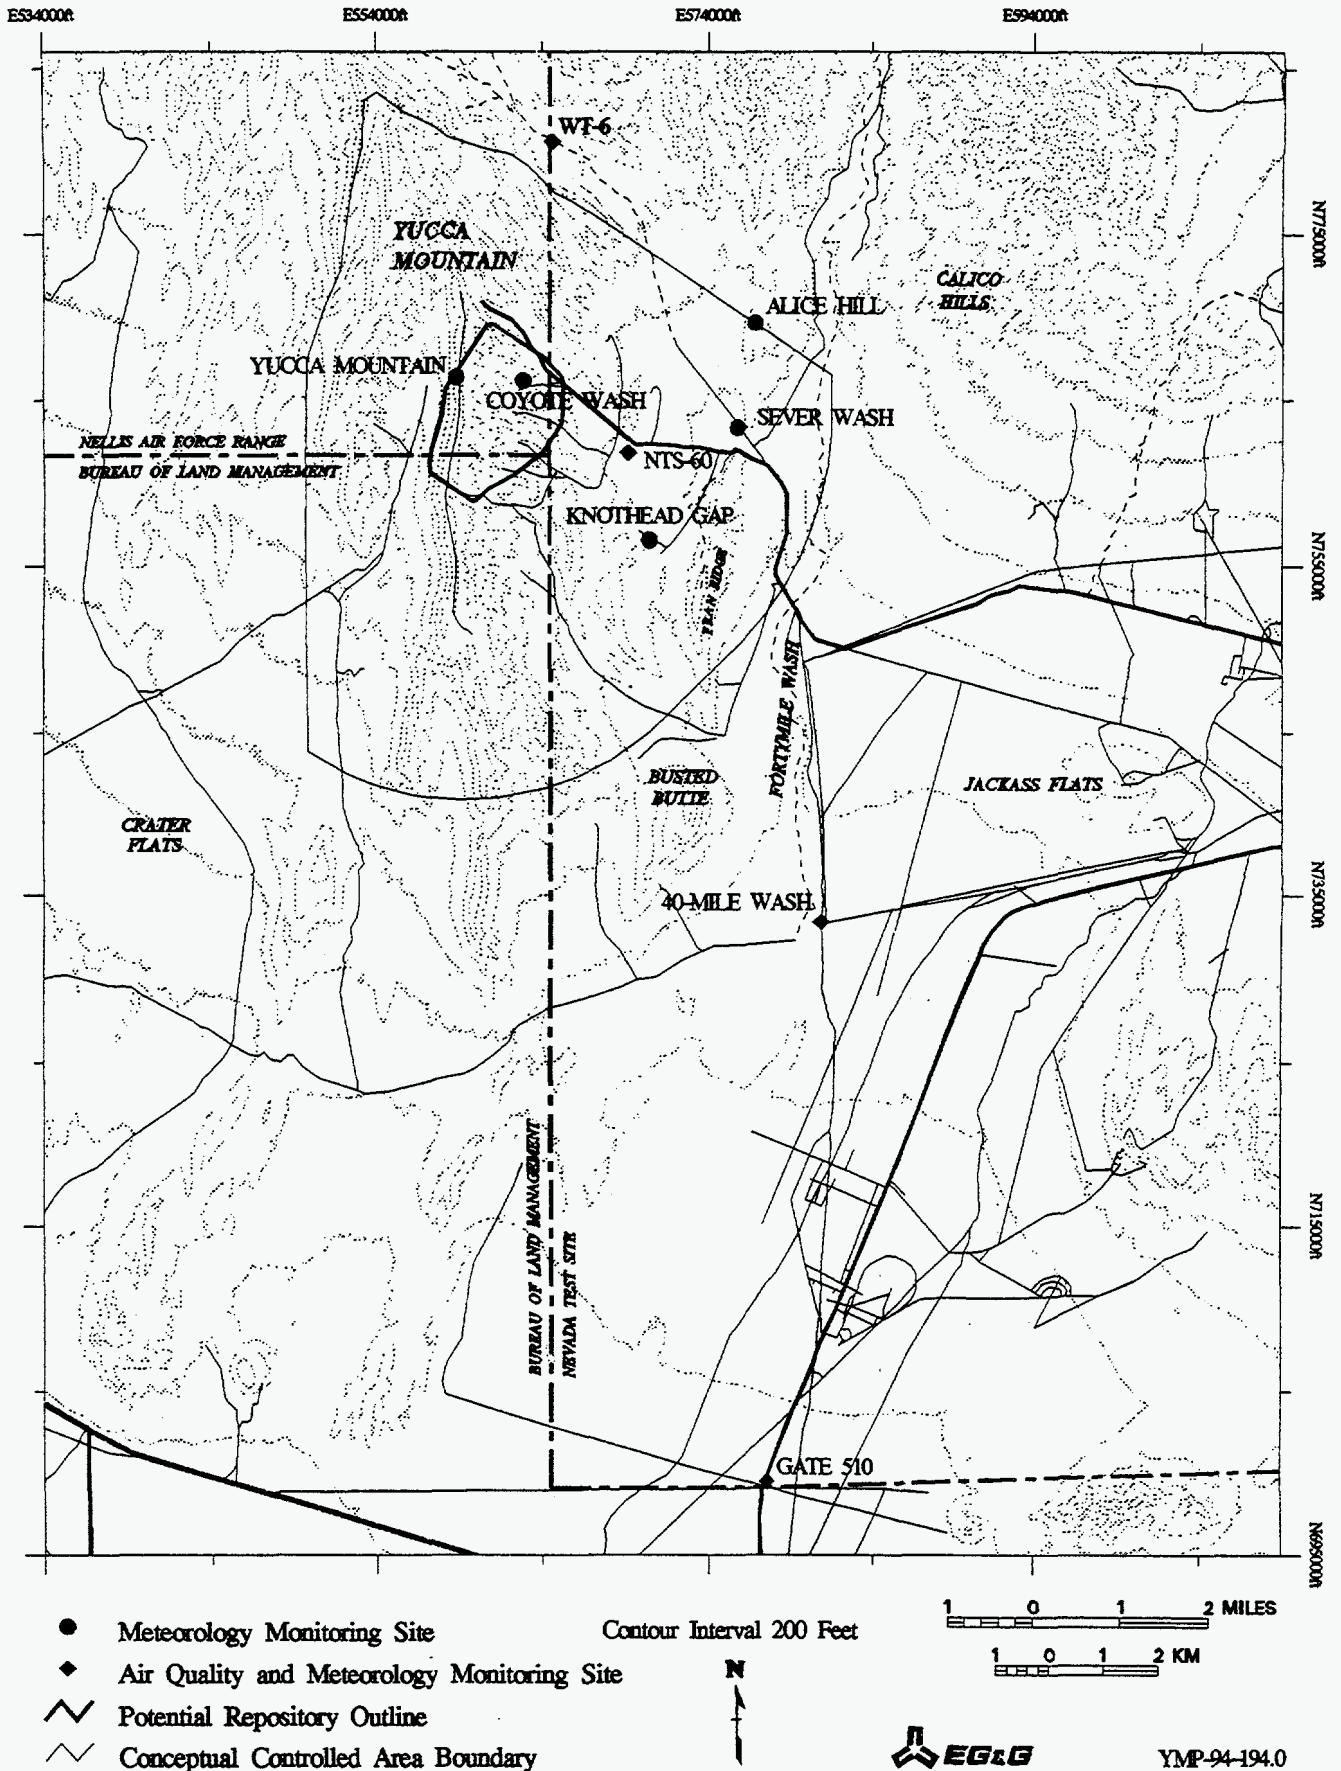 E534000ft
E554000ft
E574000ft
E594000ft
WT-6
N775000ft
YUCCA
MOUNTAIN
CALICO
HILLS
ALICE HILL
YUCCA MOUNTAIN
COYOTE WASH
SEVER WASH
NELLIS AIR FORCE RANGE
BUREAU OF LAND MANAGEMENT
NTS-60
KNOTHEAD GAP
N755000ft
FRAN RIDGE
FORTYMILE WASH
BUSTED
BUTTE
JACKASS FLATS
CRATER
FLATS
40-MILE WASH
N735000ft
BUREAU OF LAND MANAGEMENT
NEVADA TEST SITE
N715000ft
GATE 510
N695000ft
Meteorology Monitoring Site
Air Quality and Meteorology Monitoring Site
Potential Repository Outline
Conceptual Controlled Area Boundary
Contour Interval 200 Feet
N
1 0 1 2 MILES
1 0 1 2 KM
EG&G
YMP-94-194.0